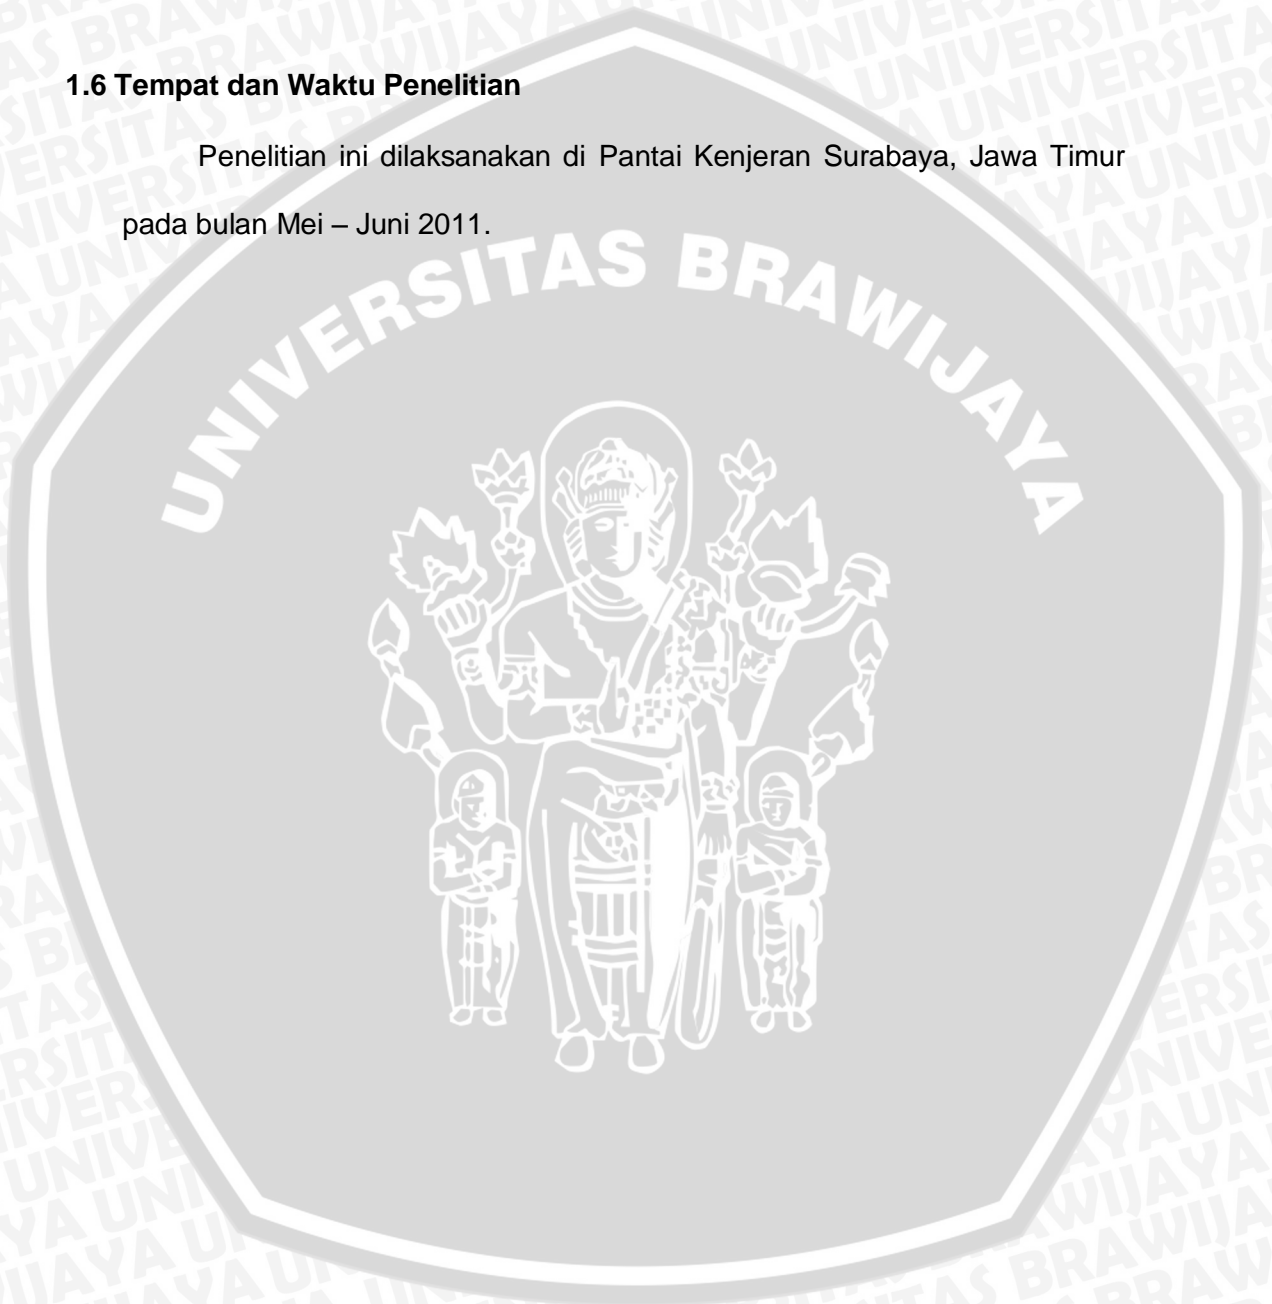 1.6 Tempat dan Waktu Penelitian
Penelitian ini dilaksanakan di Pantai Kenjeran Surabaya, Jawa Timur
pada bulan Mei – Juni 2011.
UNIVERSITAS BRAWIJAYA